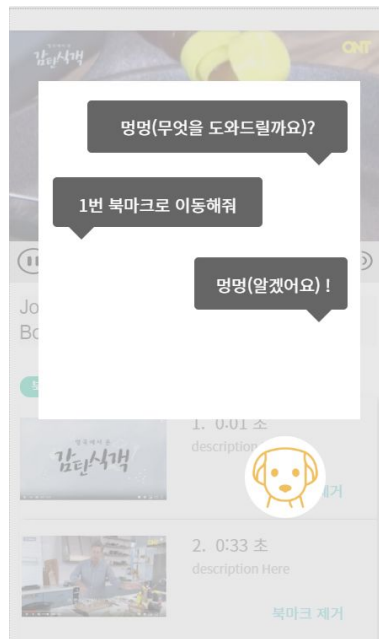 감탄식객
ONT
멍멍(무엇을 도와드릴까요)?
1번 북마크로 이동해줘
멍멍(알겠어요) !
Jo
Bo
북
1. 0:01 초
description
감탄식객
제거
2. 0:33 초
description Here
북마크 제거